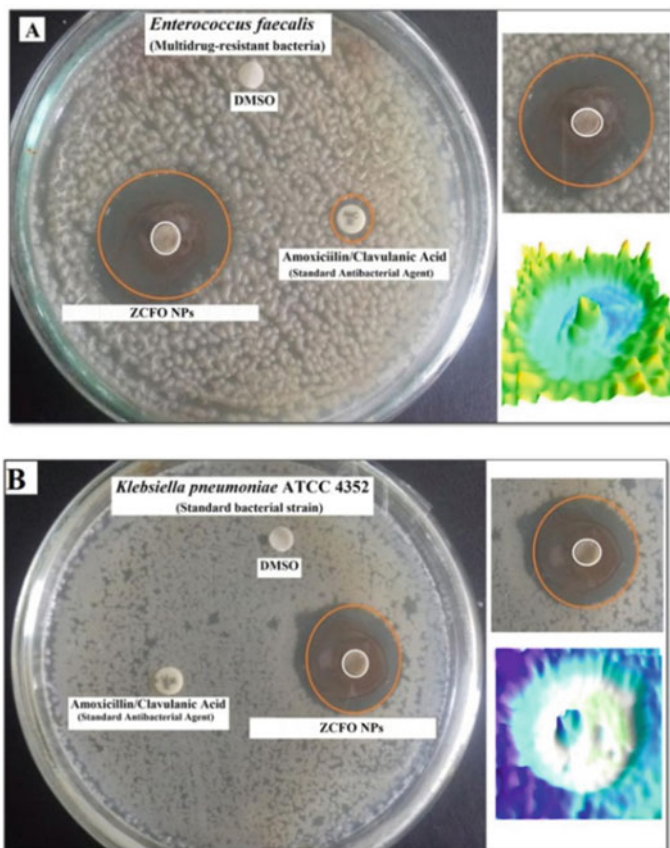 A
Enterococcus faecalis
(Multidrug-resistant bacteria)
DMSO
Amoxiciilin/Clavulanic Acid
(Standard Antibacterial Agent)
ZCFO NPs
B
Klebsiella pneumoniae ATCC 4352
(Standard bacterial strain)
DMSO
Amoxicillin/Clavulanic Acid
(Standard Antibacterial Agent)
ZCFO NPs